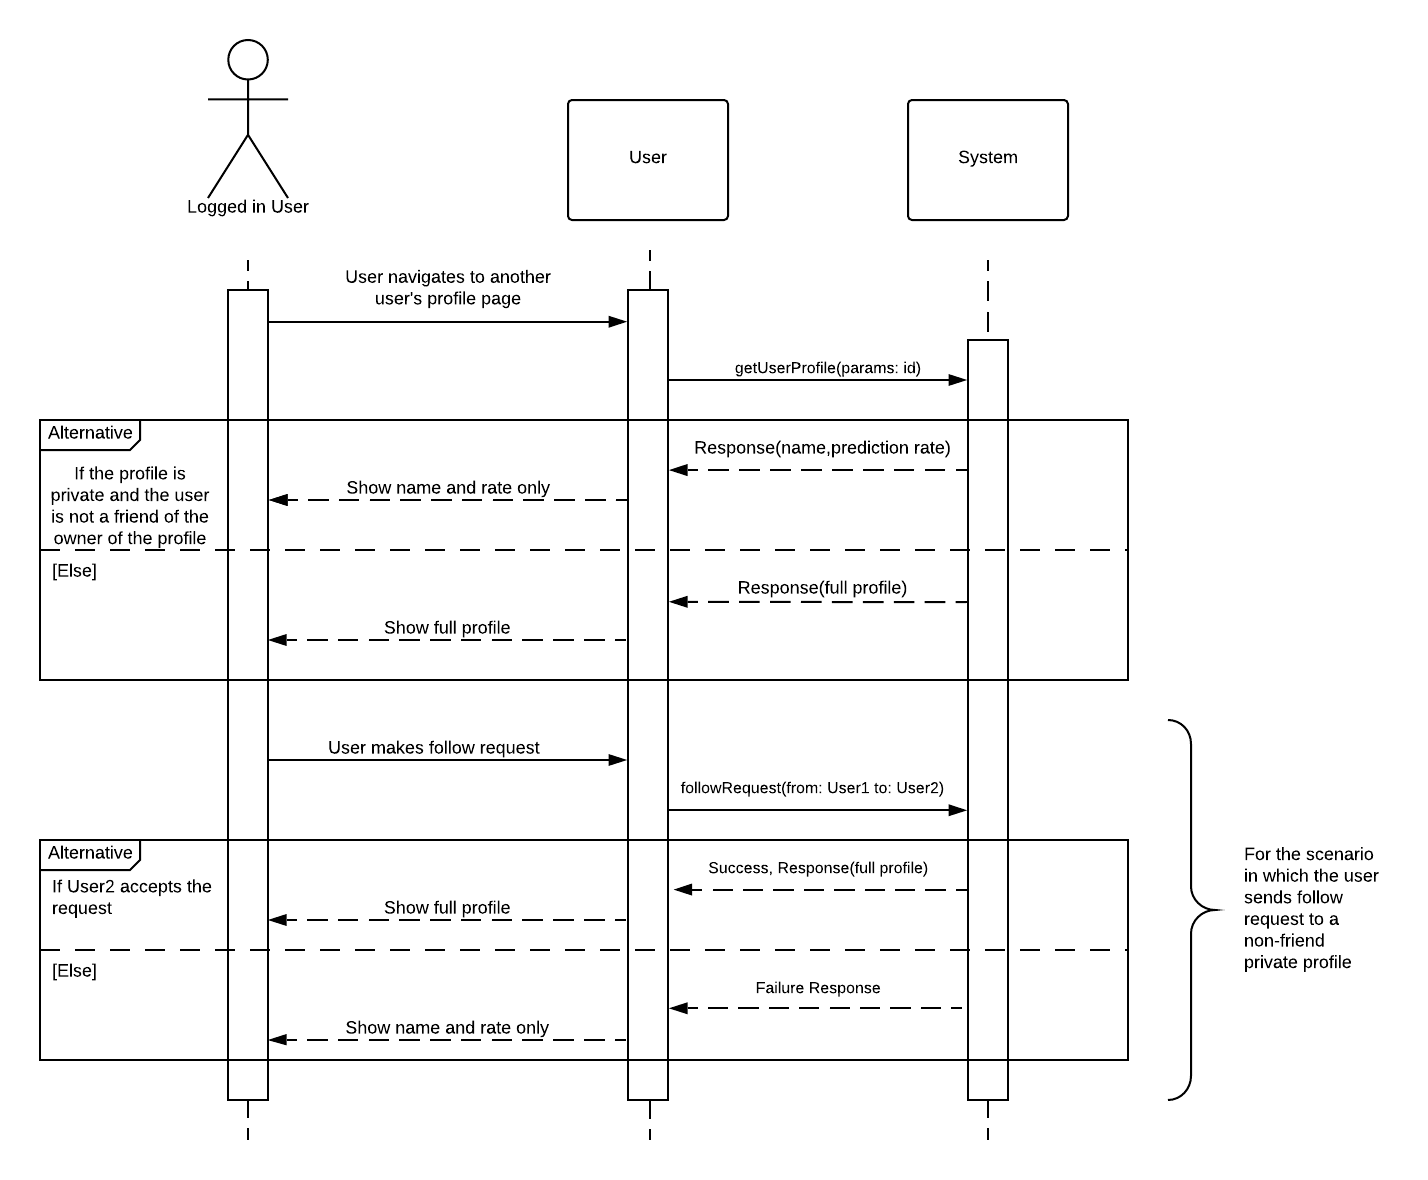 Logged in User
User
System
User navigates to another
user's profile page
getUserProfile(params: id)
Alternative
If the profile is
private and the user
is not a friend of the
owner of the profile
Response(name,prediction rate)
Show name and rate only
[Else]
Response(full profile)
Show full profile
User makes follow request
followRequest(from: User1 to: User2)
Alternative
If User2 accepts the
request
Success, Response(full profile)
Show full profile
[Else]
Failure Response
Show name and rate only
For the scenario
in which the user
sends follow
request to a
non-friend
private profile